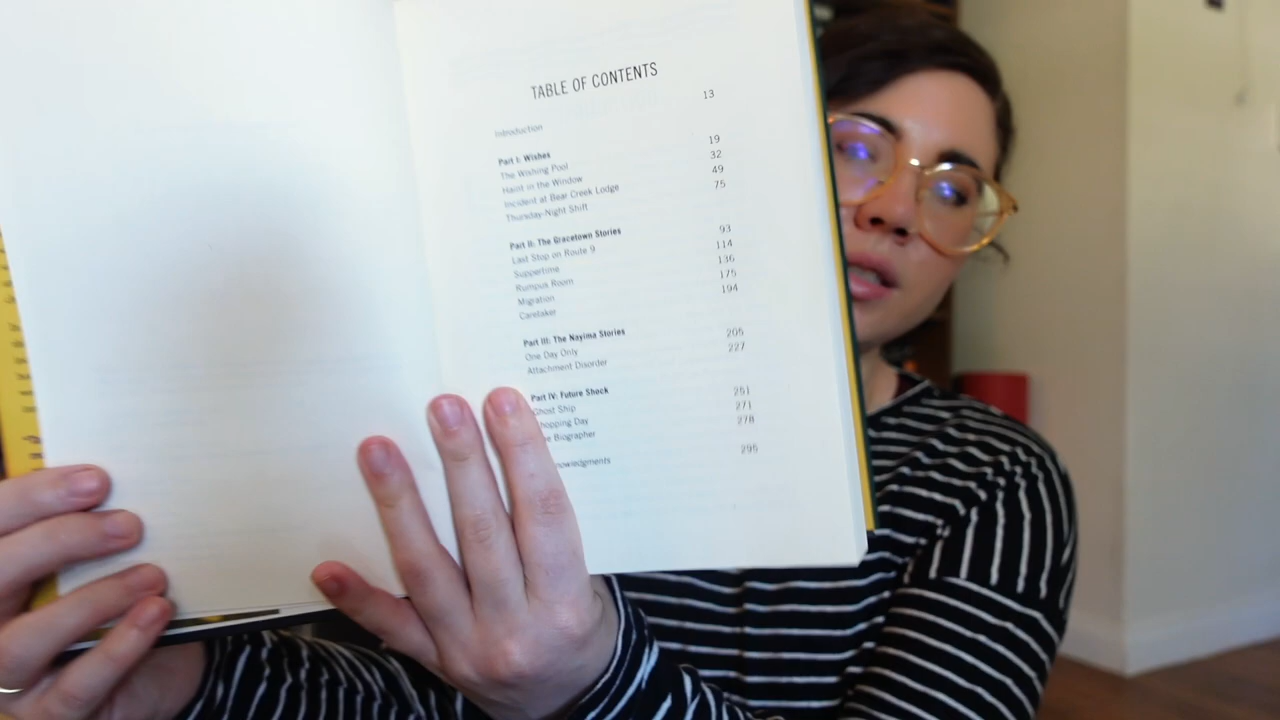 TABLE OF CONTENTS
Introduction 13
Part I: Wishes
The Wishing Pool 19
Haint in the Window 32
Incident at Bear Creek Lodge 49
Thursday-Night Shift 75
Part II: The Gracetown Stories
Last Stop on Route 9 93
Suppertime 114
Rumpus Room 136
Migration 175
Caretaker 194
Part III: The Nayima Stories
One Day Only 205
Attachment Disorder 227
Part IV: Future Shock
Ghost Ship 251
hopping Day 271
e Biographer 278
nowledgments 295